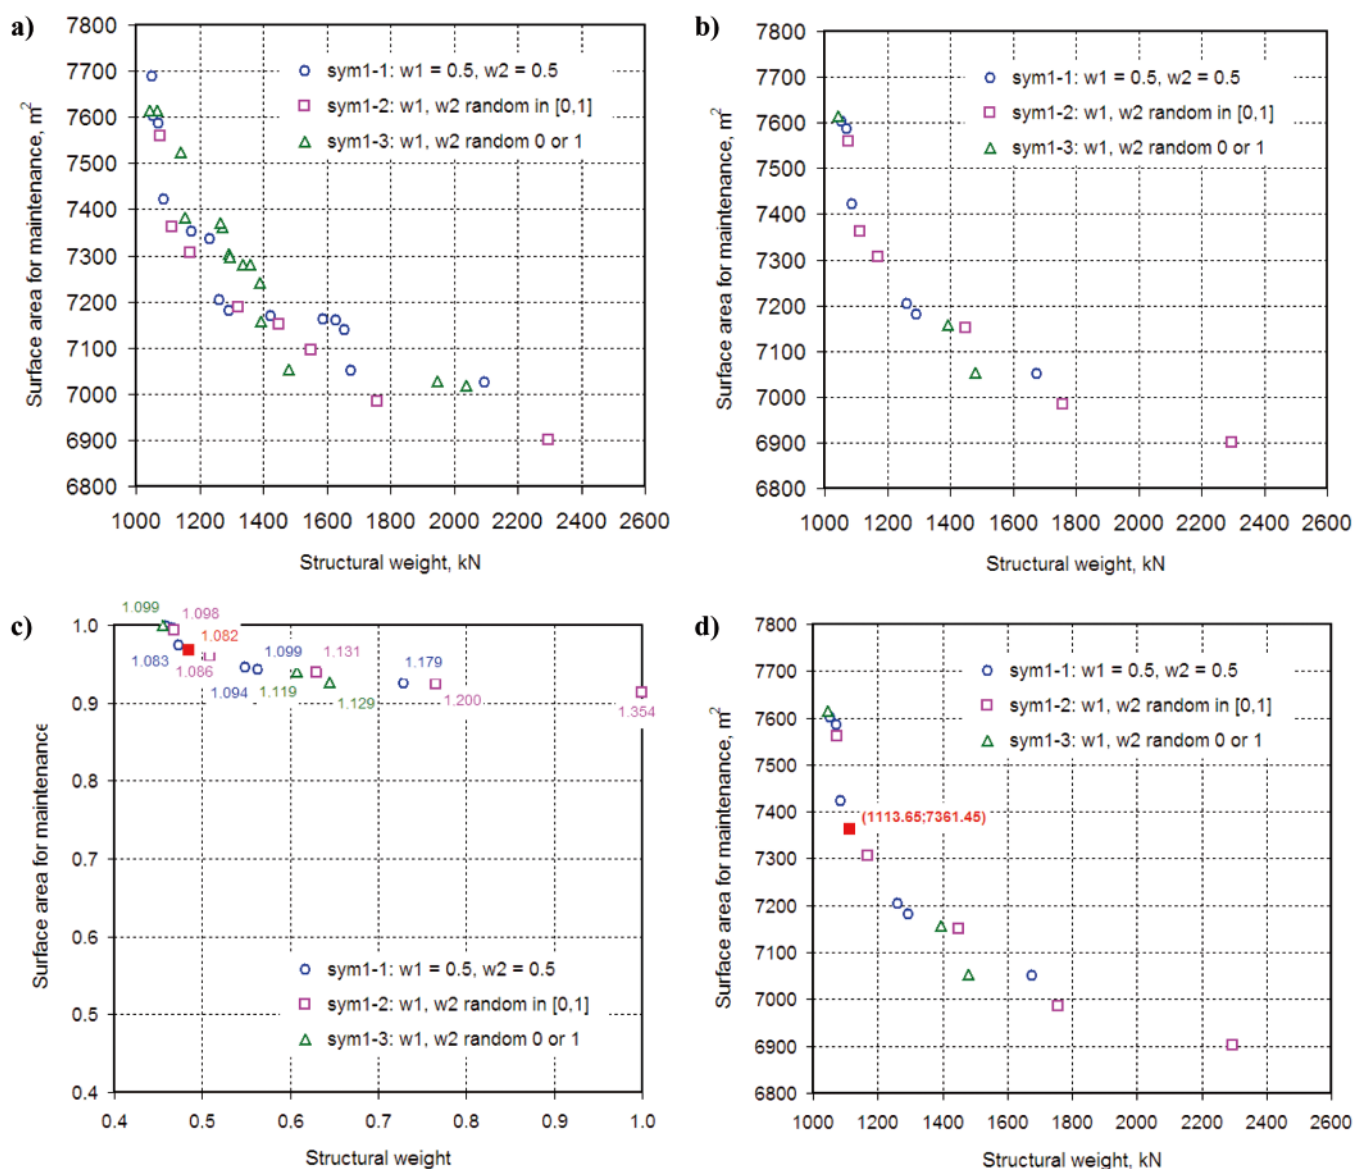 a)
7800
7700
7600
7500
7400
7300
7200
7100
7000
6900
6800
Surface area for maintenance, m²
sym1-1: w1 = 0.5, w2 = 0.5
sym1-2: w1, w2 random in [0,1]
sym1-3: w1, w2 random 0 or 1
1000 1200 1400 1600 1800 2000 2200 2400 2600
Structural weight, kN
b)
7800
7700
7600
7500
7400
7300
7200
7100
7000
6900
6800
Surface area for maintenance, m²
sym1-1: w1 = 0.5, w2 = 0.5
sym1-2: w1, w2 random in [0,1]
sym1-3: w1, w2 random 0 or 1
1000 1200 1400 1600 1800 2000 2200 2400 2600
Structural weight, kN
c)
1.0
0.9
0.8
0.7
0.6
0.5
0.4
Surface area for maintenance
1.099
1.098
1.082
1.083
1.086
1.094
1.099
1.119
1.131
1.129
1.179
1.200
1.354
sym1-1: w1 = 0.5, w2 = 0.5
sym1-2: w1, w2 random in [0,1]
sym1-3: w1, w2 random 0 or 1
0.4 0.5 0.6 0.7 0.8 0.9 1.0
Structural weight
d)
7800
7700
7600
7500
7400
7300
7200
7100
7000
6900
6800
Surface area for maintenance, m²
sym1-1: w1 = 0.5, w2 = 0.5
sym1-2: w1, w2 random in [0,1]
sym1-3: w1, w2 random 0 or 1
(1113.65;7361.45)
1000 1200 1400 1600 1800 2000 2200 2400 2600
Structural weight, kN